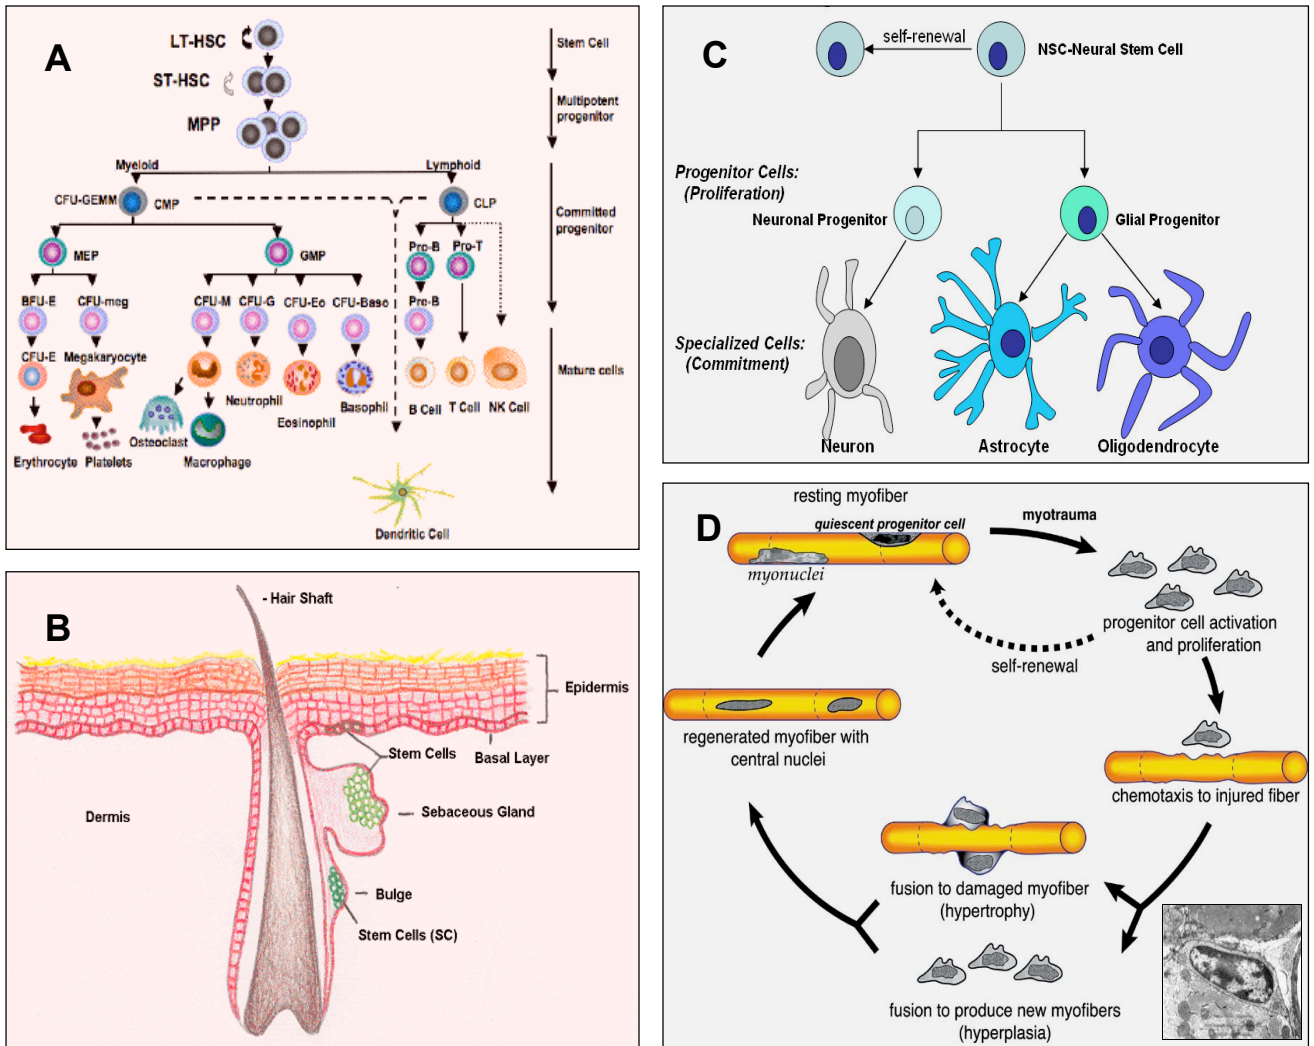 A
LT-HSC
ST-HSC
MPP
Stem Cell
Multipotent
progenitor
Myeloid
Lymphoid
CFU-GEMM
CMP
CLP
Committed
progenitor
MEP
GMP
Pro-B
Pro-T
BFU-E
CFU-meg
CFU-M
CFU-G
CFU-Eo
CFU-Baso
Pre-B
CFU-E
Megakaryocyte
Mature cells
Neutrophil
Eosinophil
Basophil
B Cell
T Cell
NK Cell
Osteoclast
Erythrocyte
Platelets
Macrophage
Dendritic Cell
B
- Hair Shaft
Epidermis
Stem Cells
Basal Layer
Sebaceous Gland
Dermis
Bulge
Stem Cells (SC)
C
self-renewal
NSC-Neural Stem Cell
Progenitor Cells:
(Proliferation)
Neuronal Progenitor
Glial Progenitor
Specialized Cells:
(Commitment)
Neuron
Astrocyte
Oligodendrocyte
D
resting myofiber
quiescent progenitor cell
myonuclei
myotrauma
progenitor cell activation
and proliferation
self-renewal
regenerated myofiber with
central nuclei
chemotaxis to injured fiber
fusion to damaged myofiber
(hypertrophy)
fusion to produce new myofibers
(hyperplasia)